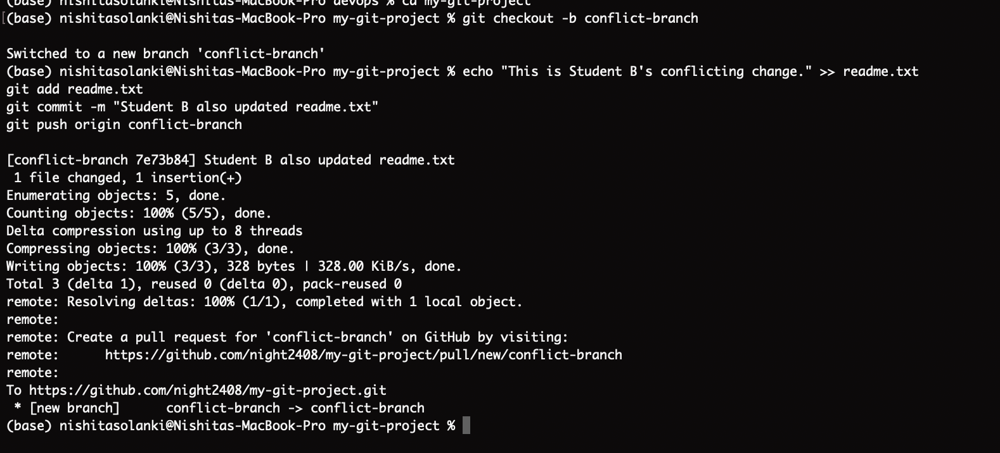 (base) nishitasolanki@Nishitas-MacBook-Pro devops % cd my-git-project
[(base) nishitasolanki@Nishitas-MacBook-Pro my-git-project % git checkout -b conflict-branch
Switched to a new branch 'conflict-branch'
(base) nishitasolanki@Nishitas-MacBook-Pro my-git-project % echo "This is Student B's conflicting change." >> readme.txt
git add readme.txt
git commit -m "Student B also updated readme.txt"
git push origin conflict-branch
[conflict-branch 7e73b84] Student B also updated readme.txt
 1 file changed, 1 insertion(+)
Enumerating objects: 5, done.
Counting objects: 100% (5/5), done.
Delta compression using up to 8 threads
Compressing objects: 100% (3/3), done.
Writing objects: 100% (3/3), 328 bytes | 328.00 KiB/s, done.
Total 3 (delta 1), reused 0 (delta 0), pack-reused 0
remote: Resolving deltas: 100% (1/1), completed with 1 local object.
remote:
remote: Create a pull request for 'conflict-branch' on GitHub by visiting:
remote:      https://github.com/night2408/my-git-project/pull/new/conflict-branch
remote:
To https://github.com/night2408/my-git-project.git
 * [new branch]      conflict-branch -> conflict-branch
(base) nishitasolanki@Nishitas-MacBook-Pro my-git-project %